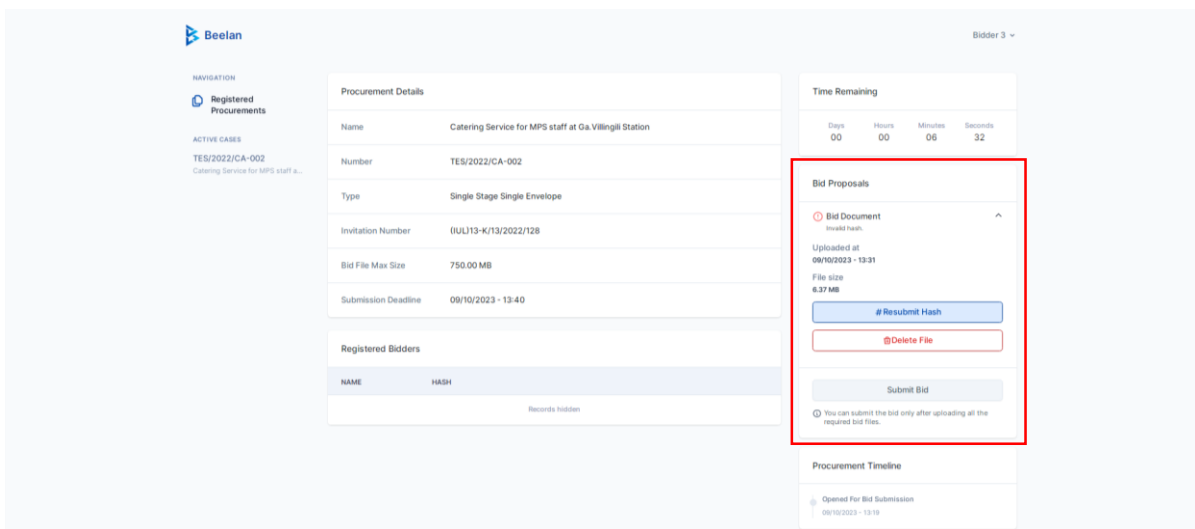 Beelan
Bidder 3
NAVIGATION
Registered
Procurements
ACTIVE CASES
TES/2022/CA-002
Catering Service for MPS staff a...
Procurement Details
Name Catering Service for MPS staff at Ga.Villingili Station
Number TES/2022/CA-002
Type Single Stage Single Envelope
Invitation Number (IUL)13-K/13/2022/128
Bid File Max Size 750.00 MB
Submission Deadline 09/10/2023 - 13:40
Registered Bidders
NAME HASH
Records hidden
Time Remaining
Days Hours Minutes Seconds
00 00 06 32
Bid Proposals
Bid Document
Invalid hash.
Uploaded at
09/10/2023 - 13:31
File size
6.37 MB
#Resubmit Hash
Delete File
Submit Bid
You can submit the bid only after uploading all the
required bid files.
Procurement Timeline
Opened For Bid Submission
09/10/2023 - 13:19